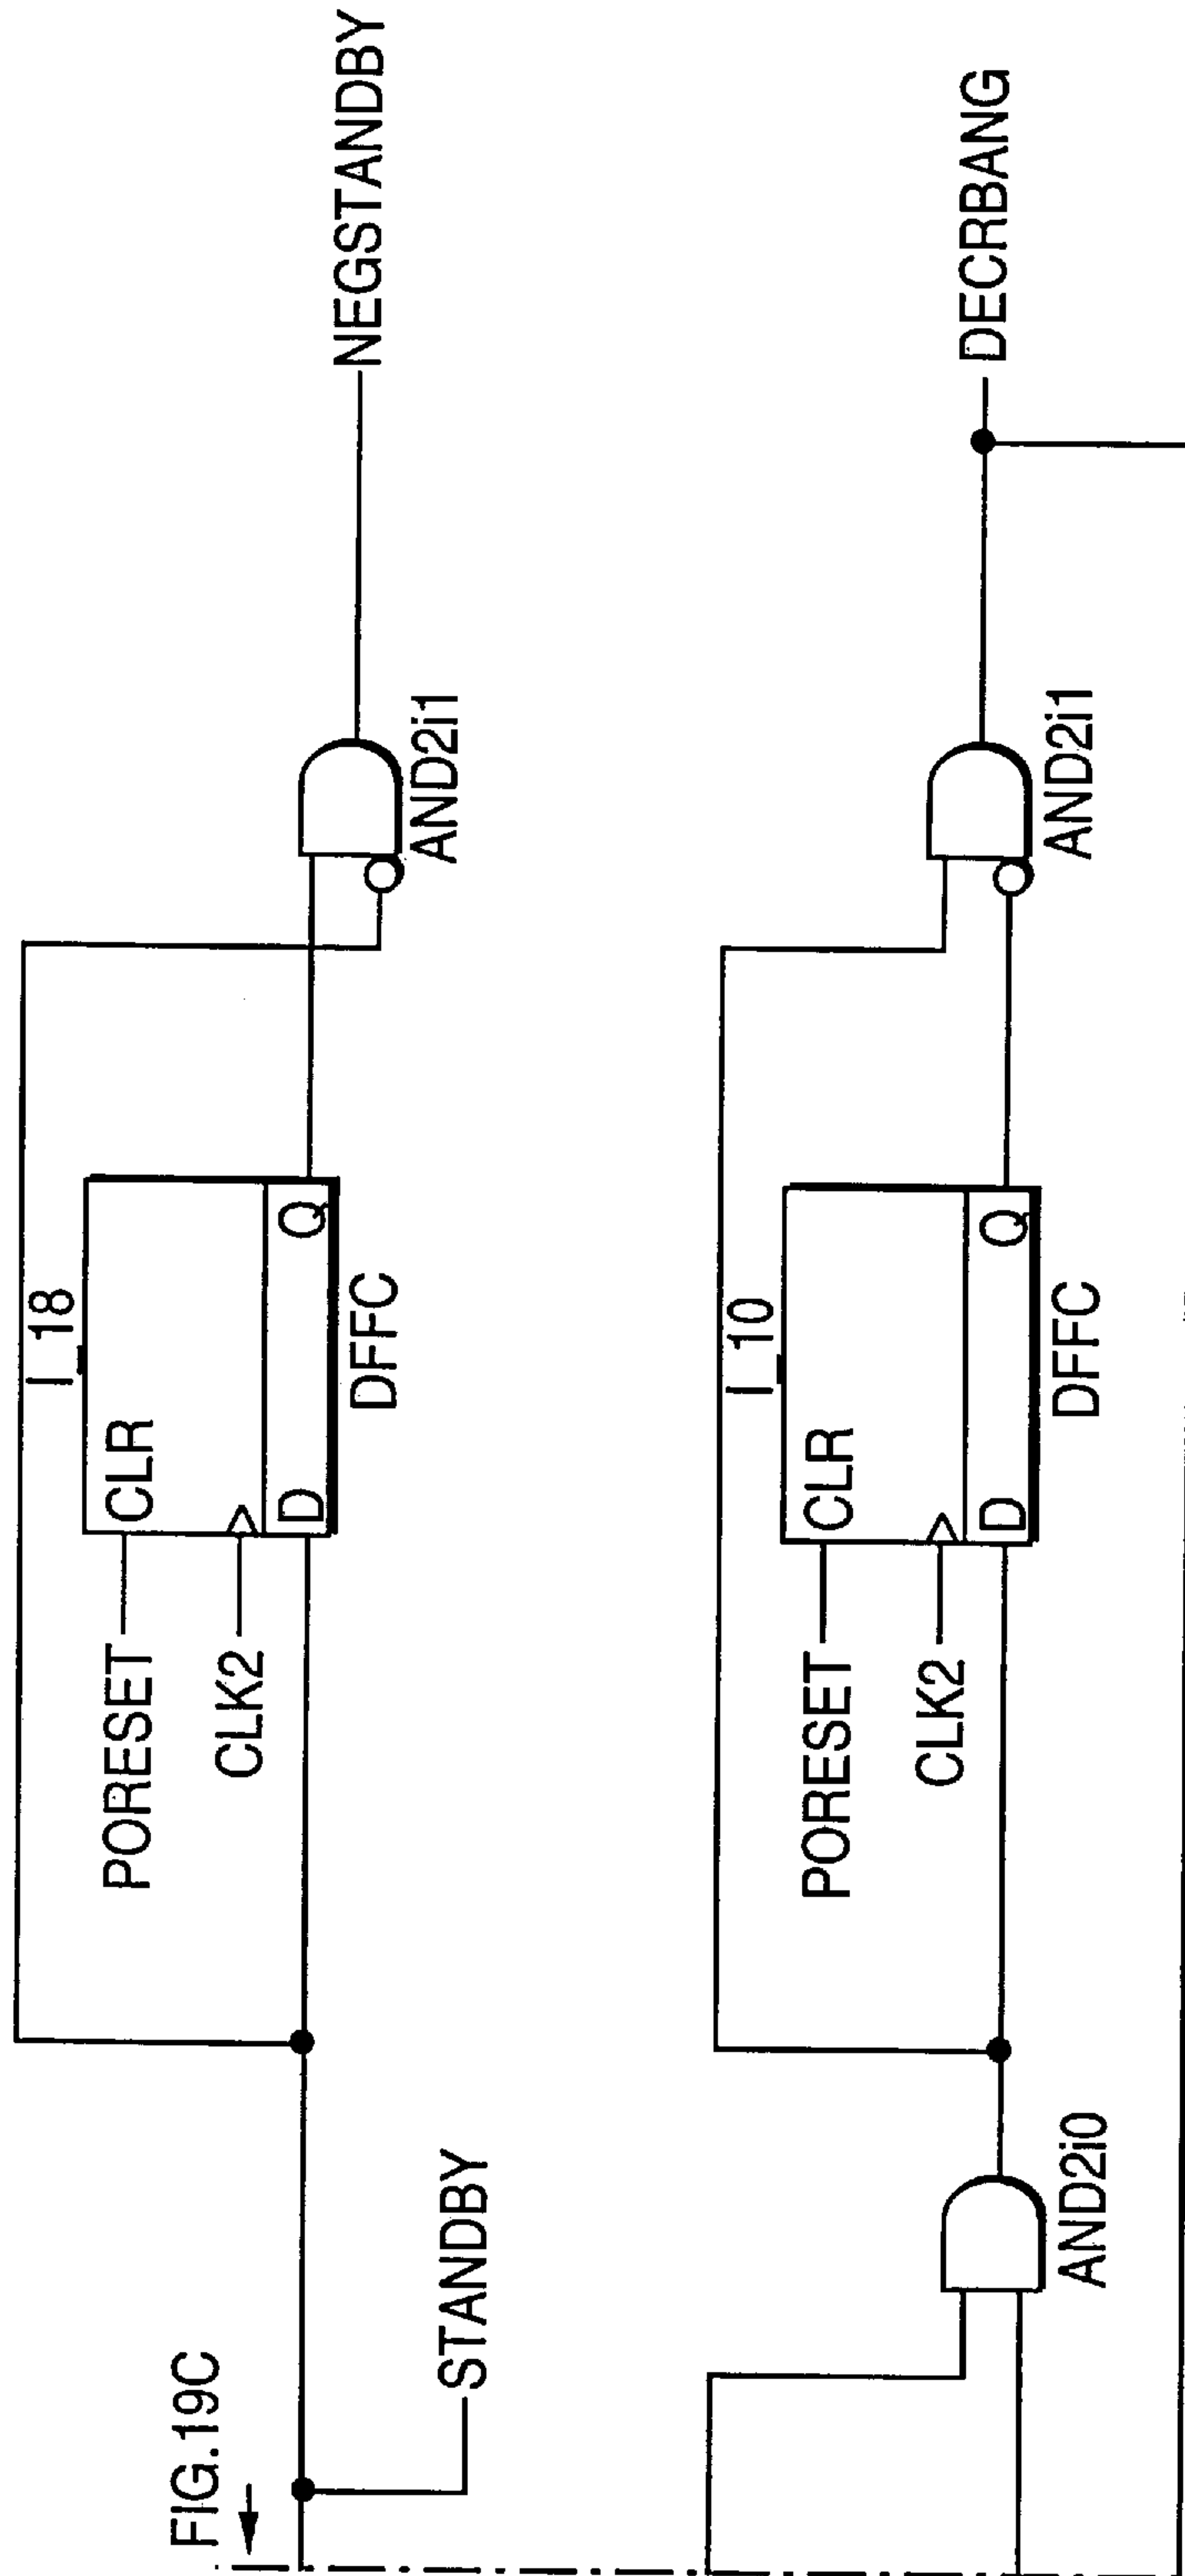 FIG.19C
STANDBY
PORESET
CLK2
I_18
CLR
D
Q
DFFC
AND2i1
NEGSTANDBY
AND2i0
PORESET
CLK2
I_10
CLR
D
Q
DFFC
AND2i1
DECRBANG